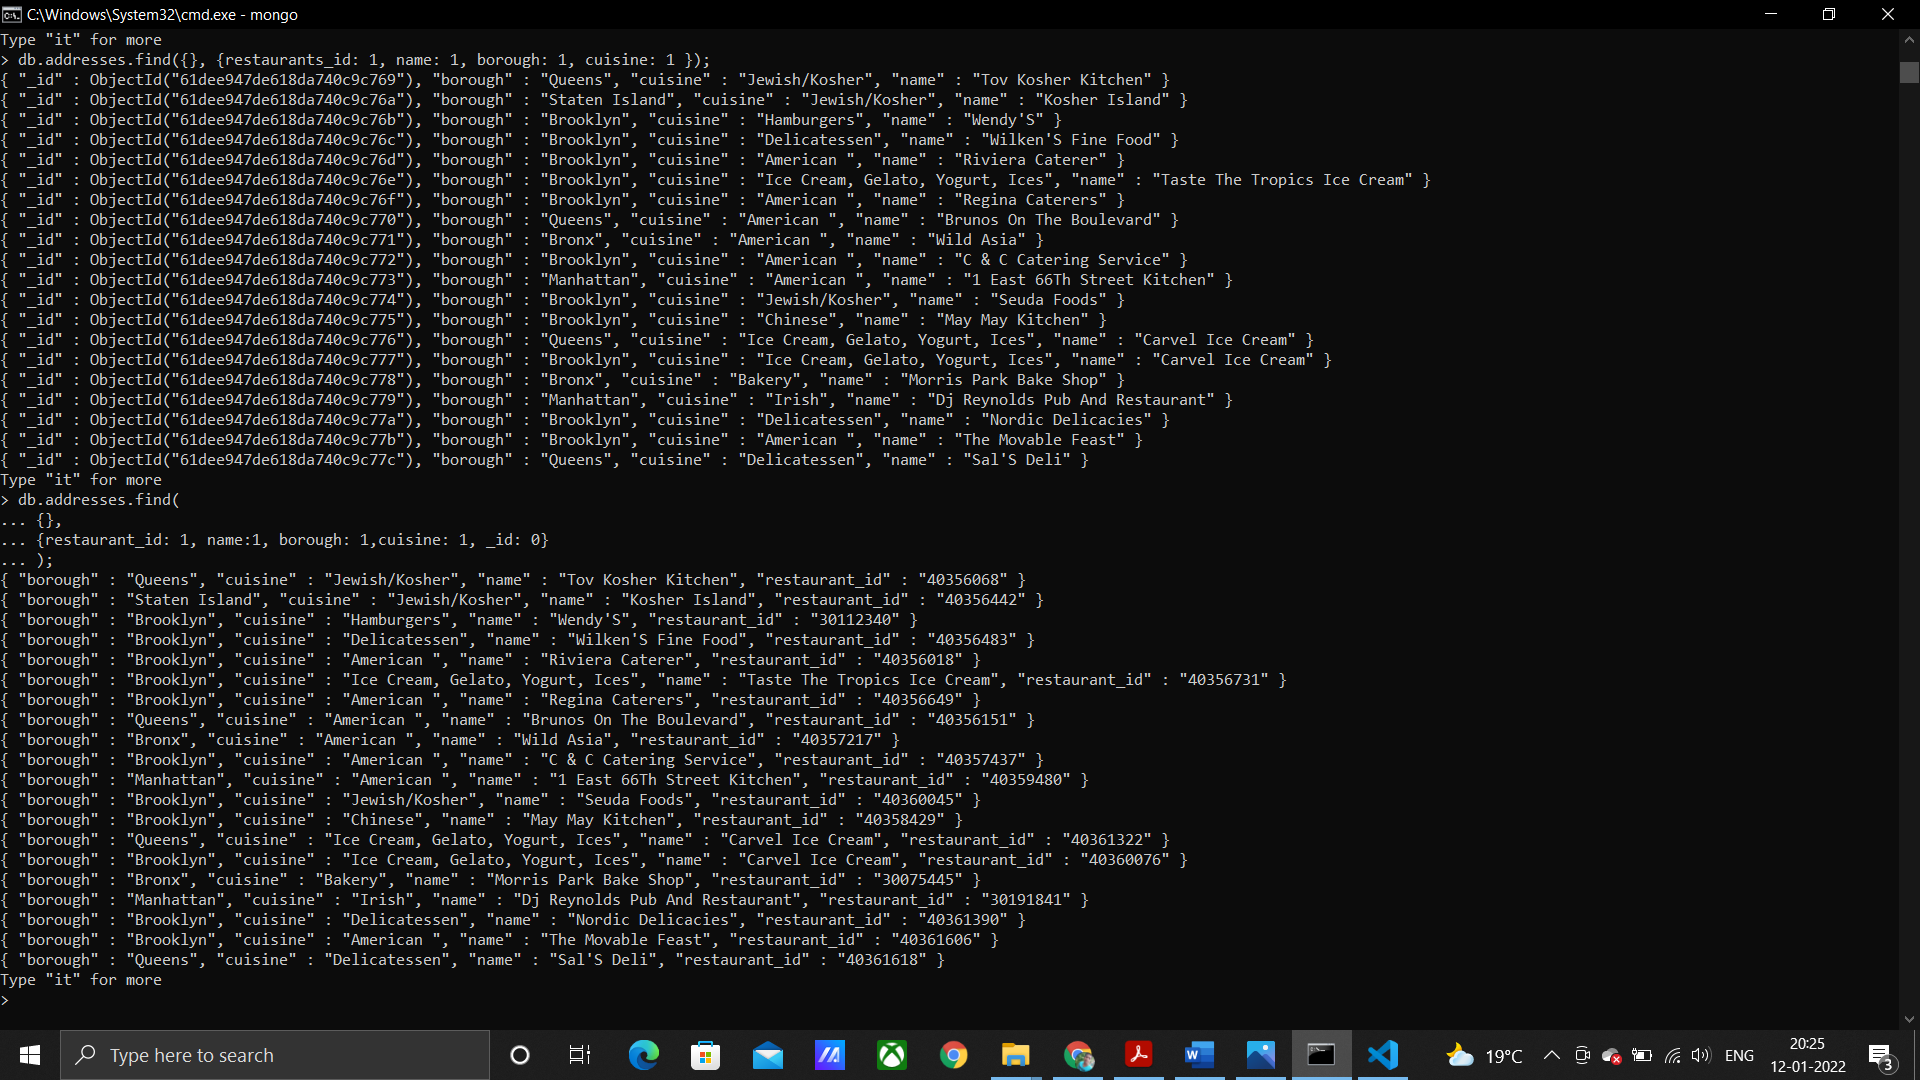 C:\Windows\System32\cmd.exe - mongo
Type "it" for more
> db.addresses.find({}, {restaurants_id: 1, name: 1, borough: 1, cuisine: 1 });
{ "_id" : ObjectId("61dee947de618da740c9c769"), "borough" : "Queens", "cuisine" : "Jewish/Kosher", "name" : "Tov Kosher Kitchen" }
{ "_id" : ObjectId("61dee947de618da740c9c76a"), "borough" : "Staten Island", "cuisine" : "Jewish/Kosher", "name" : "Kosher Island" }
{ "_id" : ObjectId("61dee947de618da740c9c76b"), "borough" : "Brooklyn", "cuisine" : "Hamburgers", "name" : "Wendy'S" }
{ "_id" : ObjectId("61dee947de618da740c9c76c"), "borough" : "Brooklyn", "cuisine" : "Delicatessen", "name" : "Wilken'S Fine Food" }
{ "_id" : ObjectId("61dee947de618da740c9c76d"), "borough" : "Brooklyn", "cuisine" : "American ", "name" : "Riviera Caterer" }
{ "_id" : ObjectId("61dee947de618da740c9c76e"), "borough" : "Brooklyn", "cuisine" : "Ice Cream, Gelato, Yogurt, Ices", "name" : "Taste The Tropics Ice Cream" }
{ "_id" : ObjectId("61dee947de618da740c9c76f"), "borough" : "Brooklyn", "cuisine" : "American ", "name" : "Regina Caterers" }
{ "_id" : ObjectId("61dee947de618da740c9c770"), "borough" : "Queens", "cuisine" : "American ", "name" : "Brunos On The Boulevard" }
{ "_id" : ObjectId("61dee947de618da740c9c771"), "borough" : "Bronx", "cuisine" : "American ", "name" : "Wild Asia" }
{ "_id" : ObjectId("61dee947de618da740c9c772"), "borough" : "Brooklyn", "cuisine" : "American ", "name" : "C & C Catering Service" }
{ "_id" : ObjectId("61dee947de618da740c9c773"), "borough" : "Manhattan", "cuisine" : "American ", "name" : "1 East 66Th Street Kitchen" }
{ "_id" : ObjectId("61dee947de618da740c9c774"), "borough" : "Brooklyn", "cuisine" : "Jewish/Kosher", "name" : "Seuda Foods" }
{ "_id" : ObjectId("61dee947de618da740c9c775"), "borough" : "Brooklyn", "cuisine" : "Chinese", "name" : "May May Kitchen" }
{ "_id" : ObjectId("61dee947de618da740c9c776"), "borough" : "Queens", "cuisine" : "Ice Cream, Gelato, Yogurt, Ices", "name" : "Carvel Ice Cream" }
{ "_id" : ObjectId("61dee947de618da740c9c777"), "borough" : "Brooklyn", "cuisine" : "Ice Cream, Gelato, Yogurt, Ices", "name" : "Carvel Ice Cream" }
{ "_id" : ObjectId("61dee947de618da740c9c778"), "borough" : "Bronx", "cuisine" : "Bakery", "name" : "Morris Park Bake Shop" }
{ "_id" : ObjectId("61dee947de618da740c9c779"), "borough" : "Manhattan", "cuisine" : "Irish", "name" : "Dj Reynolds Pub And Restaurant" }
{ "_id" : ObjectId("61dee947de618da740c9c77a"), "borough" : "Brooklyn", "cuisine" : "Delicatessen", "name" : "Nordic Delicacies" }
{ "_id" : ObjectId("61dee947de618da740c9c77b"), "borough" : "Brooklyn", "cuisine" : "American ", "name" : "The Movable Feast" }
{ "_id" : ObjectId("61dee947de618da740c9c77c"), "borough" : "Queens", "cuisine" : "Delicatessen", "name" : "Sal'S Deli" }
Type "it" for more
> db.addresses.find(
... {},
... {restaurant_id: 1, name:1, borough: 1,cuisine: 1, _id: 0}
... );
{ "borough" : "Queens", "cuisine" : "Jewish/Kosher", "name" : "Tov Kosher Kitchen", "restaurant_id" : "40356068" }
{ "borough" : "Staten Island", "cuisine" : "Jewish/Kosher", "name" : "Kosher Island", "restaurant_id" : "40356442" }
{ "borough" : "Brooklyn", "cuisine" : "Hamburgers", "name" : "Wendy'S", "restaurant_id" : "30112340" }
{ "borough" : "Brooklyn", "cuisine" : "Delicatessen", "name" : "Wilken'S Fine Food", "restaurant_id" : "40356483" }
{ "borough" : "Brooklyn", "cuisine" : "American ", "name" : "Riviera Caterer", "restaurant_id" : "40356018" }
{ "borough" : "Brooklyn", "cuisine" : "Ice Cream, Gelato, Yogurt, Ices", "name" : "Taste The Tropics Ice Cream", "restaurant_id" : "40356731" }
{ "borough" : "Brooklyn", "cuisine" : "American ", "name" : "Regina Caterers", "restaurant_id" : "40356649" }
{ "borough" : "Queens", "cuisine" : "American ", "name" : "Brunos On The Boulevard", "restaurant_id" : "40356151" }
{ "borough" : "Bronx", "cuisine" : "American ", "name" : "Wild Asia", "restaurant_id" : "40357217" }
{ "borough" : "Brooklyn", "cuisine" : "American ", "name" : "C & C Catering Service", "restaurant_id" : "40357437" }
{ "borough" : "Manhattan", "cuisine" : "American ", "name" : "1 East 66Th Street Kitchen", "restaurant_id" : "40359480" }
{ "borough" : "Brooklyn", "cuisine" : "Jewish/Kosher", "name" : "Seuda Foods", "restaurant_id" : "40360045" }
{ "borough" : "Brooklyn", "cuisine" : "Chinese", "name" : "May May Kitchen", "restaurant_id" : "40358429" }
{ "borough" : "Queens", "cuisine" : "Ice Cream, Gelato, Yogurt, Ices", "name" : "Carvel Ice Cream", "restaurant_id" : "40361322" }
{ "borough" : "Brooklyn", "cuisine" : "Ice Cream, Gelato, Yogurt, Ices", "name" : "Carvel Ice Cream", "restaurant_id" : "40360076" }
{ "borough" : "Bronx", "cuisine" : "Bakery", "name" : "Morris Park Bake Shop", "restaurant_id" : "30075445" }
{ "borough" : "Manhattan", "cuisine" : "Irish", "name" : "Dj Reynolds Pub And Restaurant", "restaurant_id" : "30191841" }
{ "borough" : "Brooklyn", "cuisine" : "Delicatessen", "name" : "Nordic Delicacies", "restaurant_id" : "40361390" }
{ "borough" : "Brooklyn", "cuisine" : "American ", "name" : "The Movable Feast", "restaurant_id" : "40361606" }
{ "borough" : "Queens", "cuisine" : "Delicatessen", "name" : "Sal'S Deli", "restaurant_id" : "40361618" }
Type "it" for more
>
Type here to search
19°C
ENG
20:25
12-01-2022
3